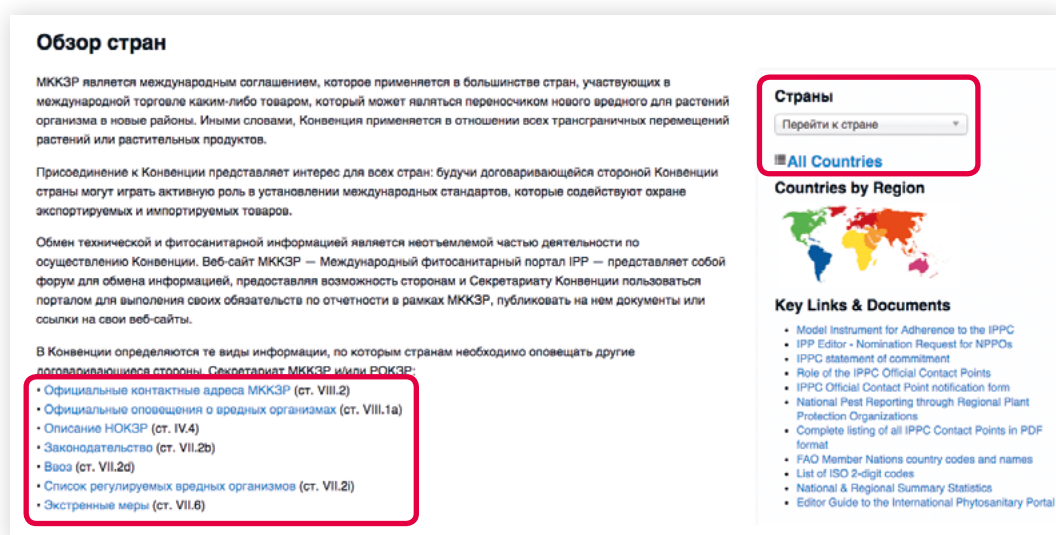 Обзор стран
МККЗР является международным соглашением, которое применяется в большинстве стран, участвующих в
международной торговле каким-либо товаром, который может являться переносчиком нового вредного для растений
организма в новые районы. Иными словами, Конвенция применяется в отношении всех трансграничных перемещений
растений или растительных продуктов.
Присоединение к Конвенции представляет интерес для всех стран: будучи договаривающейся стороной Конвенции
страны могут играть активную роль в установлении международных стандартов, которые содействуют охране
экспортируемых и импортируемых товаров.
Обмен технической и фитосанитарной информацией является неотъемлемой частью деятельности по
осуществлению Конвенции. Веб-сайт МККЗР — Международный фитосанитарный портал IPP — представляет собой
форум для обмена информацией, предоставляя возможность сторонам и Секретариату Конвенции пользоваться
порталом для выполения своих обязательств по отчетности в рамках МККЗР, публиковать на нем документы или
ссылки на свои веб-сайты.
В Конвенции определяются те виды информации, по которым странам необходимо оповещать другие
договаривающиеся стороны, Секретариат МККЗР и/или РОКЗР:
• Официальные контактные адреса МККЗР (ст. VIII.2)
• Официальные оповещения о вредных организмах (ст. VIII.1a)
• Описание НОКЗР (ст. IV.4)
• Законодательство (ст. VII.2b)
• Ввоз (ст. VII.2d)
• Список регулируемых вредных организмов (ст. VII.2i)
• Экстренные меры (ст. VII.6)
Страны
Перейти к стране
All Countries
Countries by Region
Key Links & Documents
• Model Instrument for Adherence to the IPPC
• IPP Editor - Nomination Request for NPPOs
• IPPC statement of commitment
• Role of the IPPC Official Contact Points
• IPPC Official Contact Point notification form
• National Pest Reporting through Regional Plant
Protection Organizations
• Complete listing of all IPPC Contact Points in PDF
format
• FAO Member Nations country codes and names
• List of ISO 2-digit codes
• National & Regional Summary Statistics
• Editor Guide to the International Phytosanitary Portal